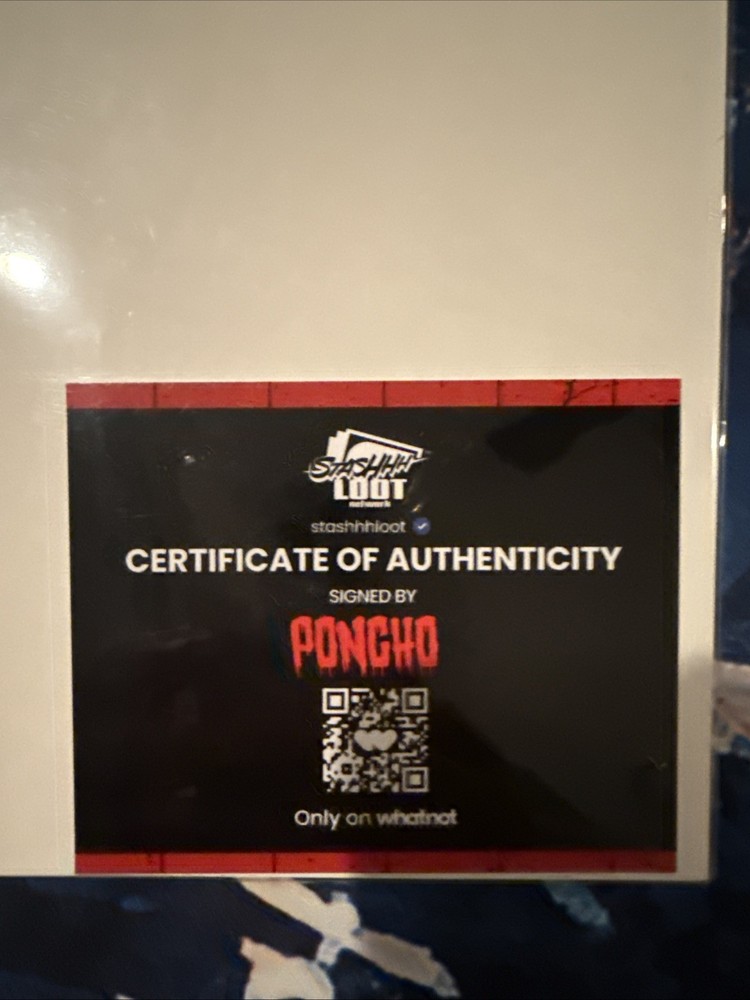 STASHHH
LOOT
network
stashhhloot
CERTIFICATE OF AUTHENTICITY
SIGNED BY
PONCHO
Only on whatnot